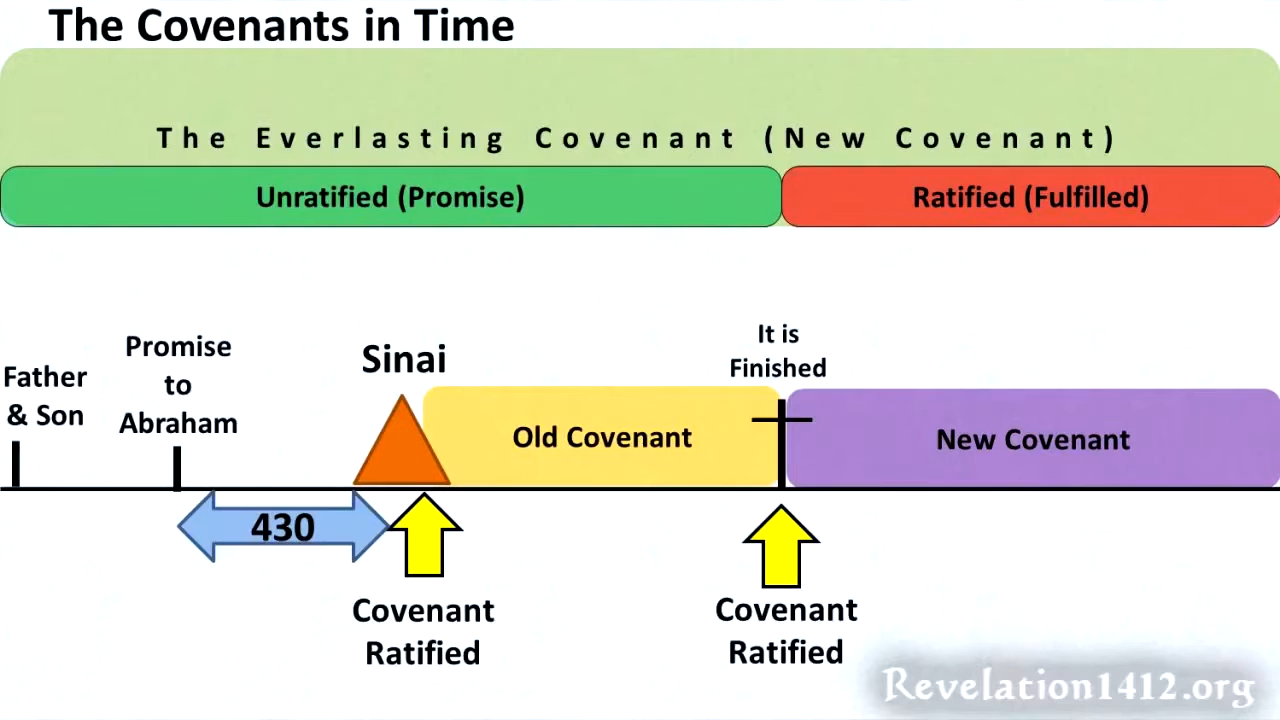 The Covenants in Time
The Everlasting Covenant (New Covenant)
Unratified (Promise)
Ratified (Fulfilled)
Father
& Son
Promise
to
Abraham
Sinai
It is
Finished
Old Covenant
New Covenant
430
Covenant
Ratified
Covenant
Ratified
Revelation1412.org